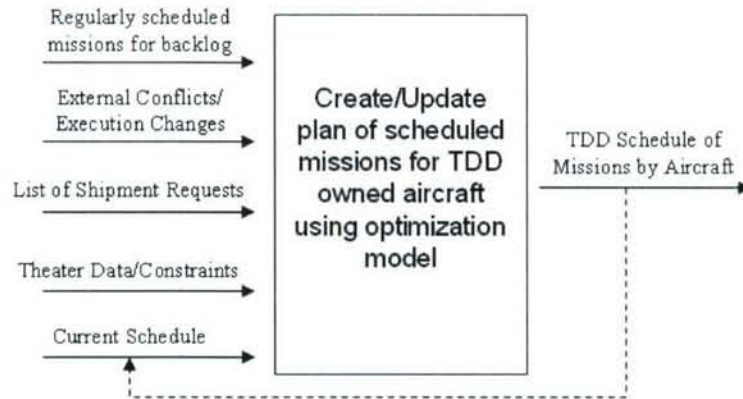 Regularly scheduled
missions for backlog
External Conflicts/
Execution Changes
List of Shipment Requests
Theater Data/Constraints
Current Schedule
Create/Update
plan of scheduled
missions for TDD
owned aircraft
using optimization
model
TDD Schedule of
Missions by Aircraft